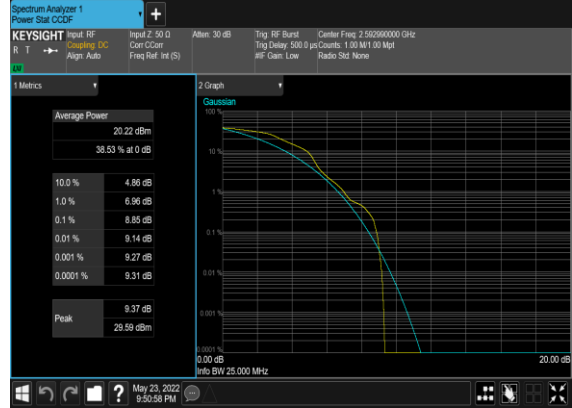 Spectrum Analyzer 1
Power Stat CCDF
KEYSIGHT
R T
Input: RF
Coupling: DC
Align: Auto
Input Z: 50 Ω
Corr CCorr
Freq Ref: Int (S)
Atten: 30 dB
Trig: RF Burst
Trig Delay: 500.0 µs
#IF Gain: Low
Center Freq: 2.592990000 GHz
Counts: 1.00 M/1.00 Mpt
Radio Std: None
1 Metrics
Average Power
20.22 dBm
38.53 % at 0 dB
10.0 % 4.86 dB
1.0 % 6.96 dB
0.1 % 8.85 dB
0.01 % 9.14 dB
0.001 % 9.27 dB
0.0001 % 9.31 dB
Peak
9.37 dB
29.59 dBm
2 Graph
Gaussian
100 %
10 %
1 %
0.1 %
0.01 %
0.001 %
0.0001 %
0.00 dB
20.00 dB
Info BW 25.000 MHz
?
May 23, 2022
9:50:58 PM